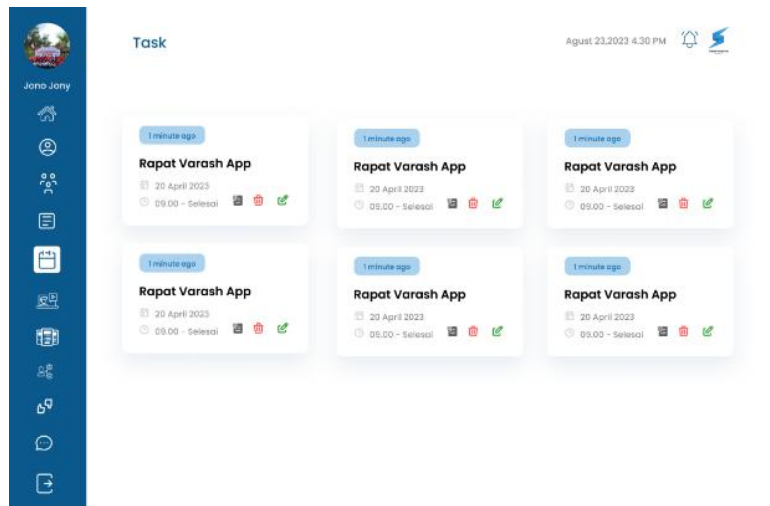 Task
Agust 23,2023 4.30 PM
Jono Jony
1 minute ago
Rapat Varash App
20 April 2023
09.00 - Selesai
1 minute ago
Rapat Varash App
20 April 2023
09.00 - Selesai
1 minute ago
Rapat Varash App
20 April 2023
09.00 - Selesai
1 minute ago
Rapat Varash App
20 April 2023
09.00 - Selesai
1 minute ago
Rapat Varash App
20 April 2023
09.00 - Selesai
1 minute ago
Rapat Varash App
20 April 2023
09.00 - Selesai